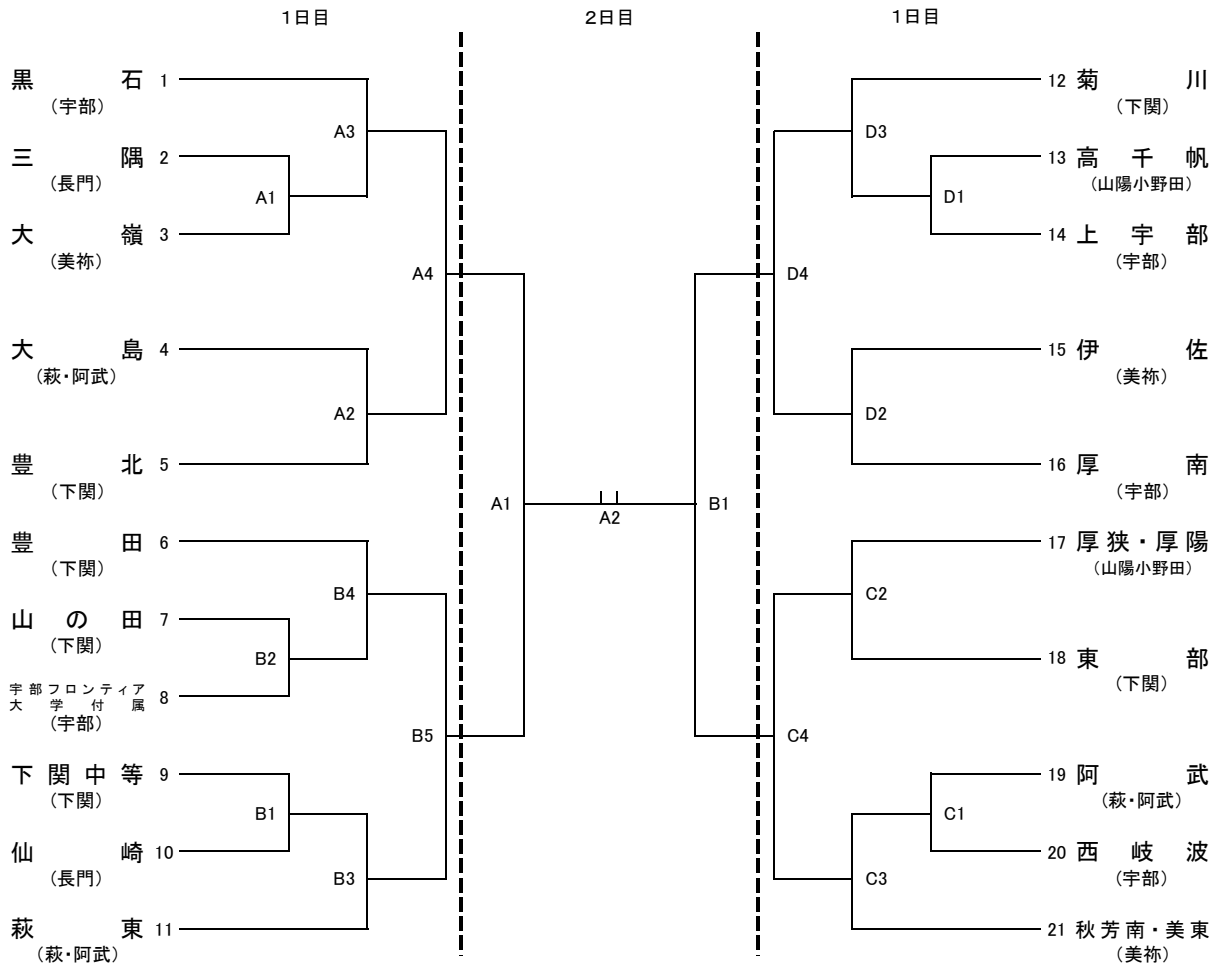 1日目
2日目
1日目
黒石 1
(宇部)
三隅 2
(長門)
大嶺 3
(美祢)
大島 4
(萩・阿武)
豊北 5
(下関)
豊田 6
(下関)
山の田 7
(下関)
宇部フロンティア
大学付属 8
(宇部)
下関中等 9
(下関)
仙崎 10
(長門)
萩東 11
(萩・阿武)
A3
A1
A4
A2
B4
B2
B5
B1
B3
A1
A2
B1
D3
D1
D4
D2
C2
C4
C1
C3
12 菊川
(下関)
13 高千帆
(山陽小野田)
14 上宇部
(宇部)
15 伊佐
(美祢)
16 厚南
(宇部)
17 厚狭・厚陽
(山陽小野田)
18 東部
(下関)
19 阿武
(萩・阿武)
20 西岐波
(宇部)
21 秋芳南・美東
(美祢)